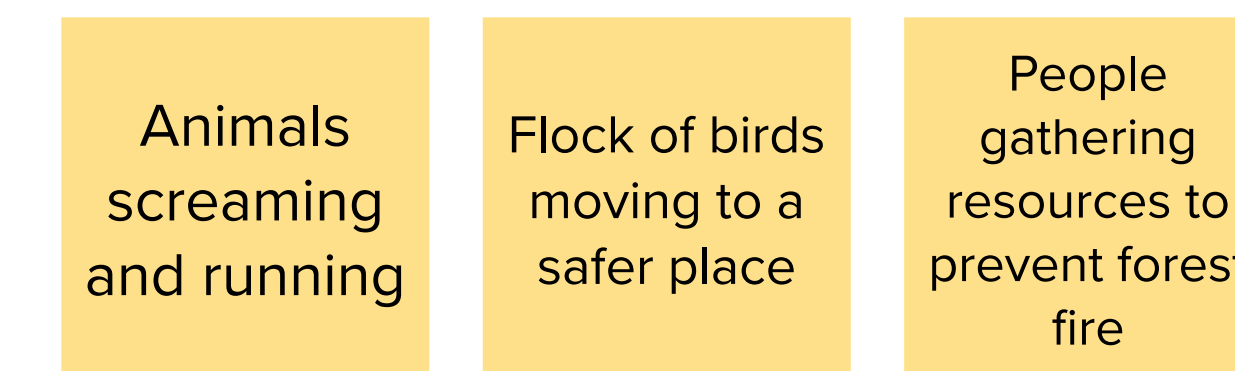 Animals
screaming
and running
Flock of birds
moving to a
safer place
People
gathering
resources to
prevent forest
fire